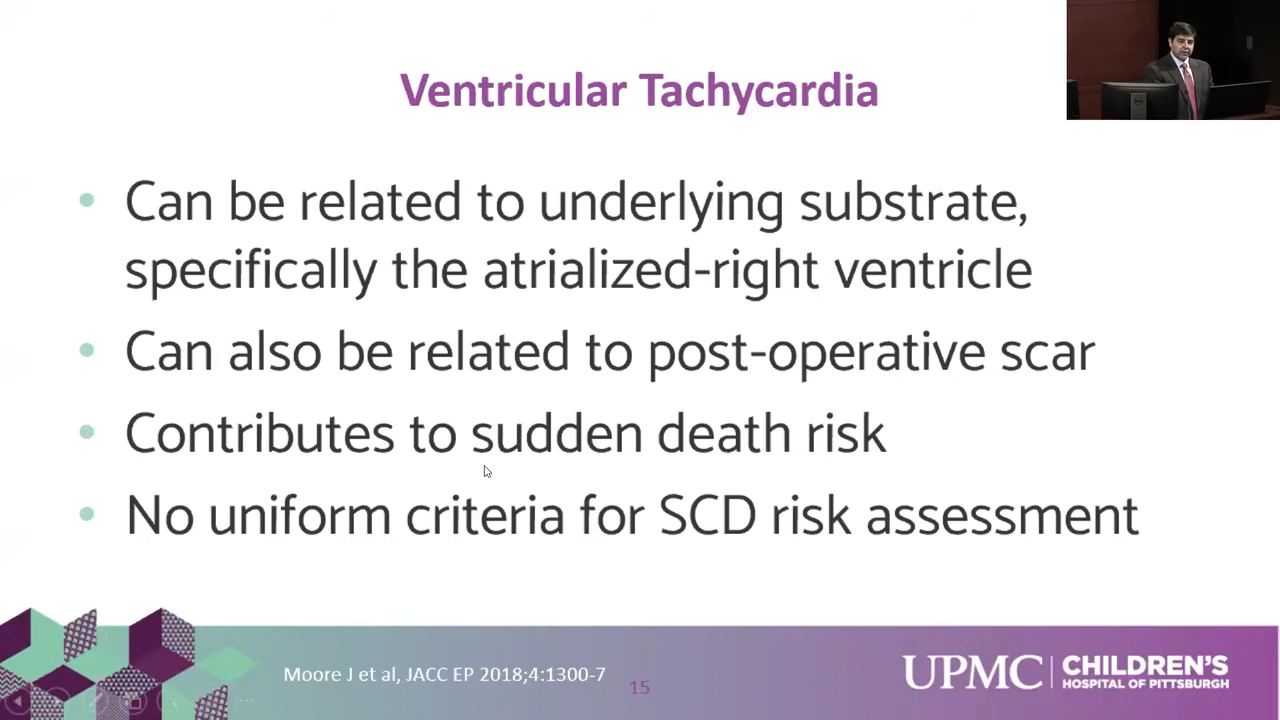 Ventricular Tachycardia
• Can be related to underlying substrate,
specifically the atrialized-right ventricle
• Can also be related to post-operative scar
• Contributes to sudden death risk
• No uniform criteria for SCD risk assessment
Moore J et al, JACC EP 2018;4:1300-7
15
UPMC CHILDREN'S
HOSPITAL OF PITTSBURGH